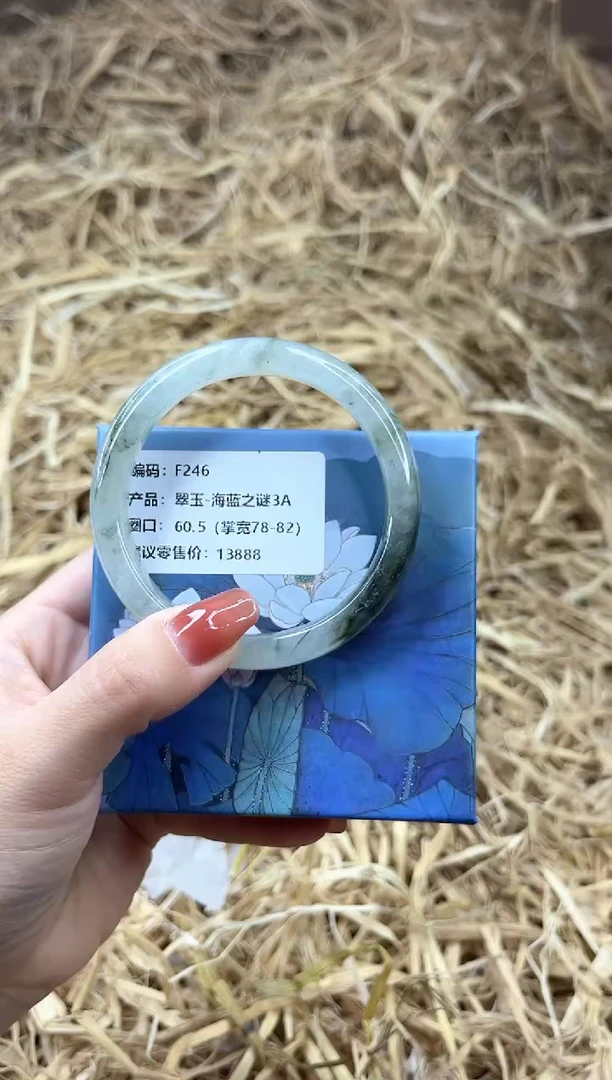 编码：F246
产品：翠玉-海蓝之谜3A
圈口：60.5（掌宽78-82）
议零售价：13888